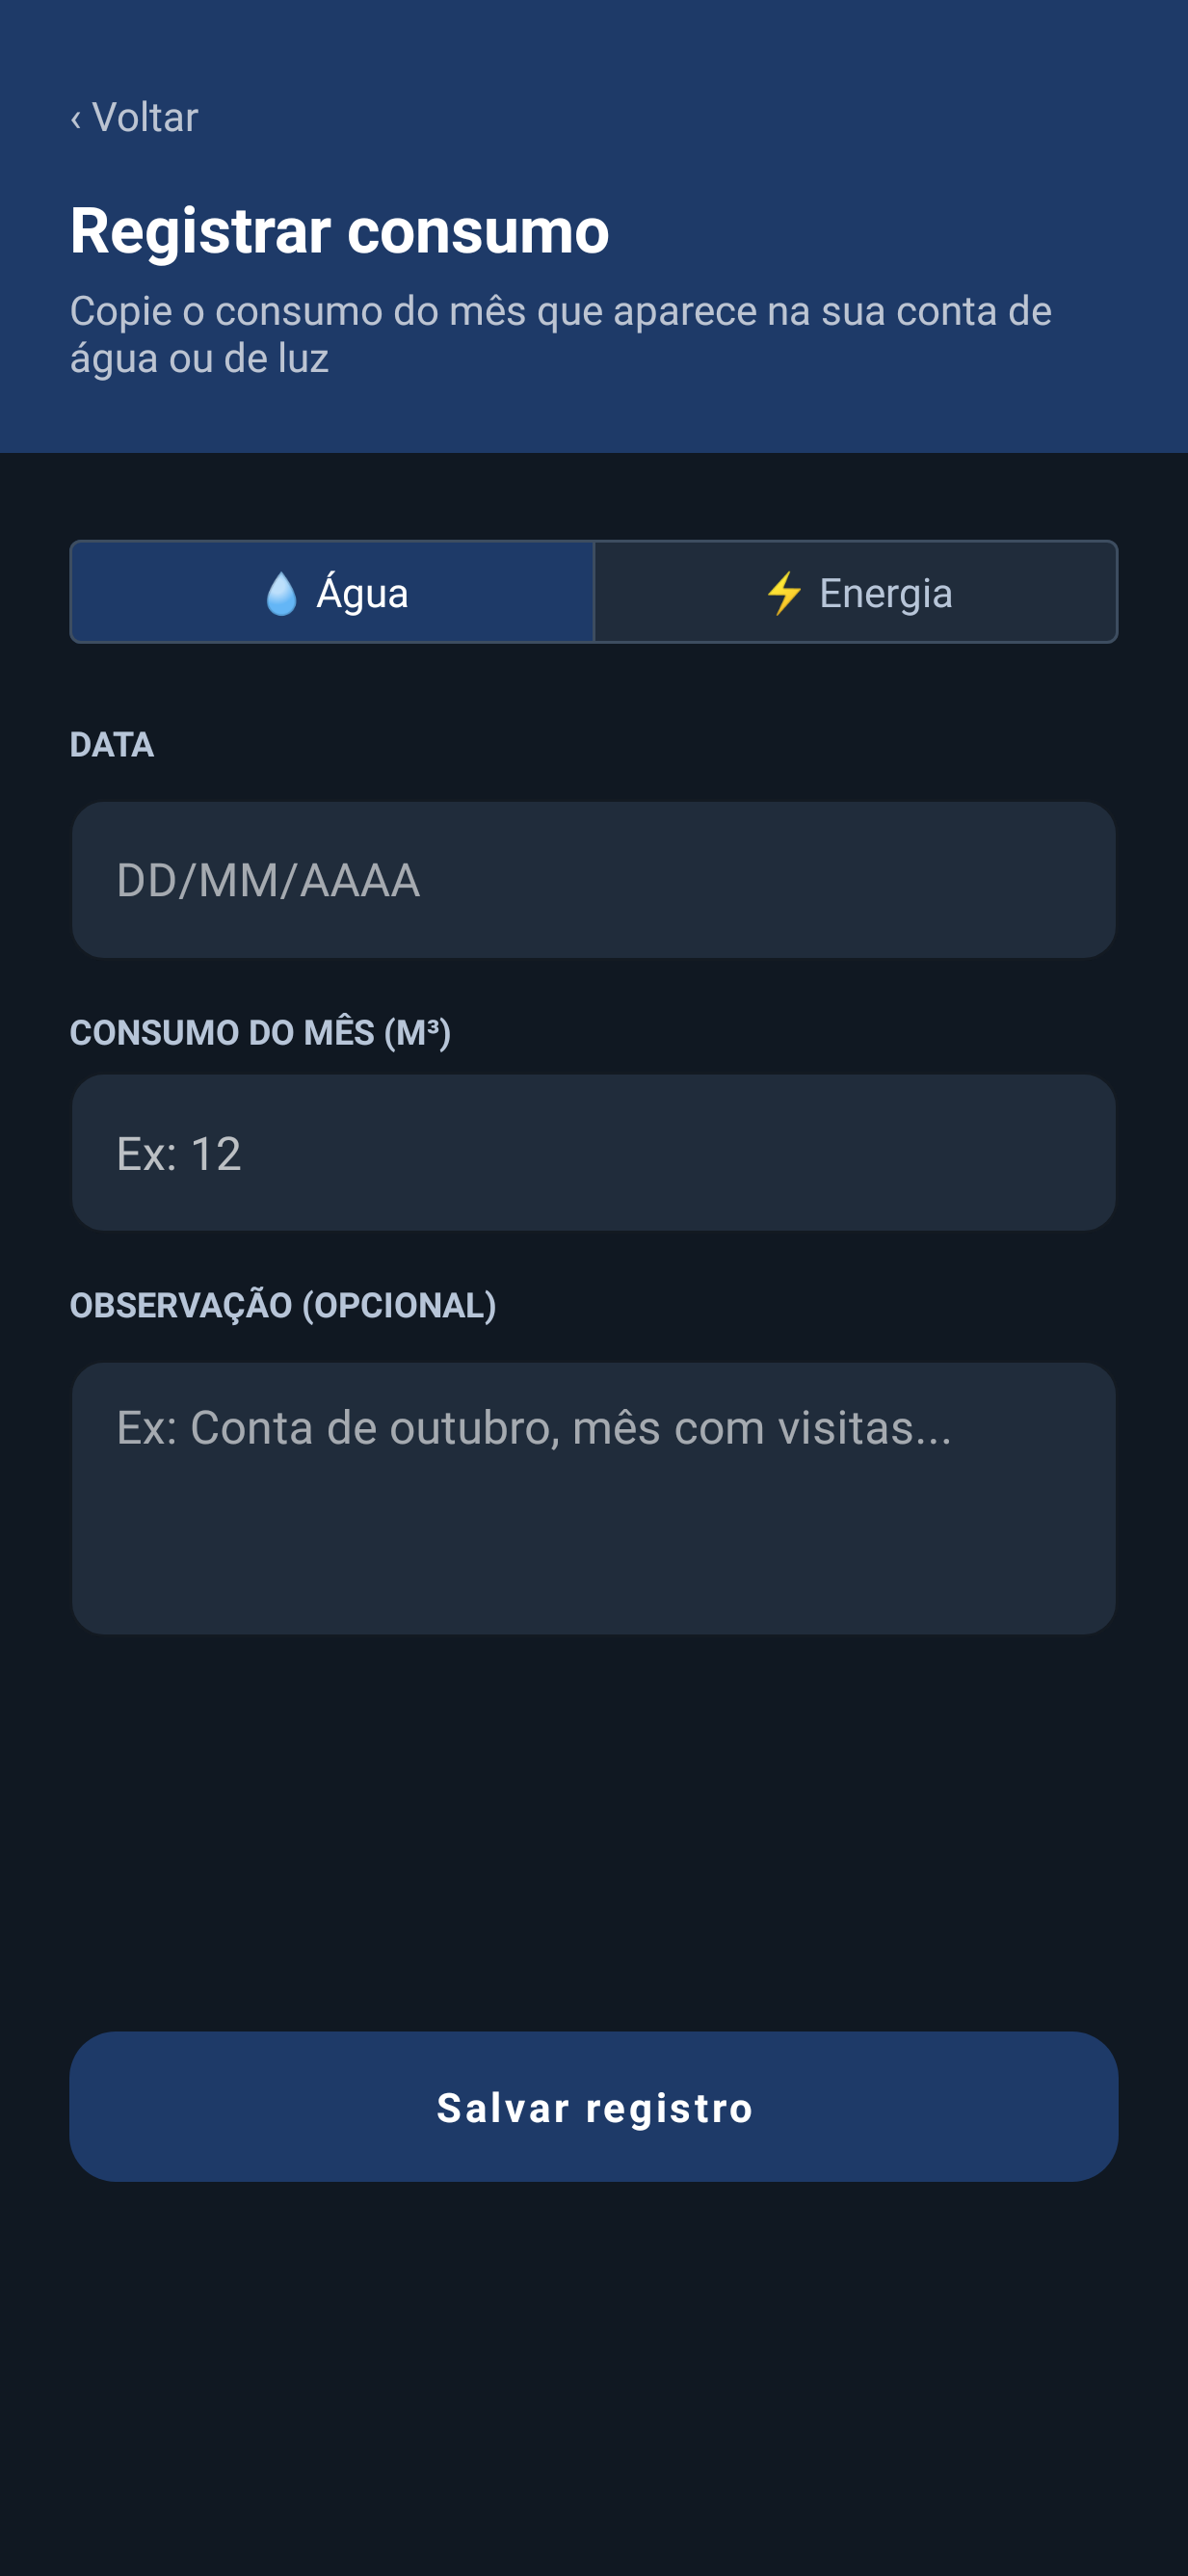 ‹ Voltar
Registrar consumo
Copie o consumo do mês que aparece na sua conta de
água ou de luz
💧 Água
⚡ Energia
DATA
DD/MM/AAAA
CONSUMO DO MÊS (M³)
Ex: 12
OBSERVAÇÃO (OPCIONAL)
Ex: Conta de outubro, mês com visitas...
Salvar registro